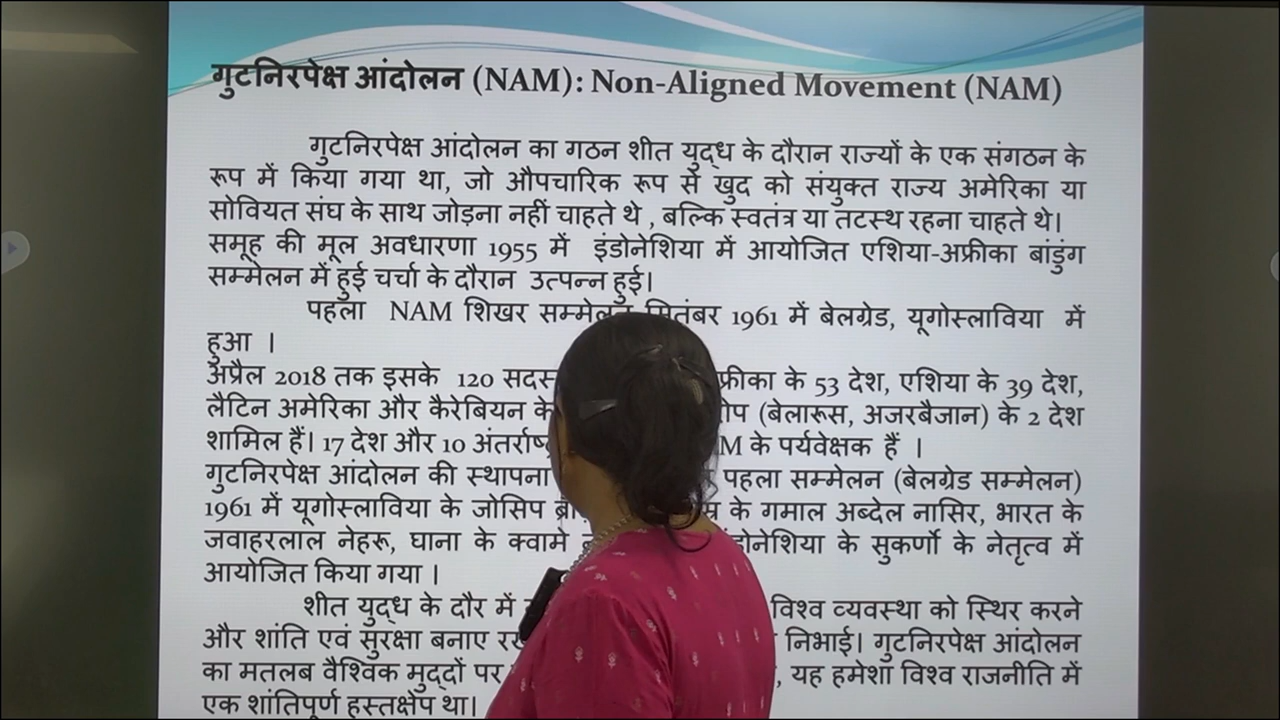 गुटनिरपेक्ष आंदोलन (NAM): Non-Aligned Movement (NAM)
गुटनिरपेक्ष आंदोलन का गठन शीत युद्ध के दौरान राज्यों के एक संगठन के
रूप में किया गया था, जो औपचारिक रूप से खुद को संयुक्त राज्य अमेरिका या
सोवियत संघ के साथ जोड़ना नहीं चाहते थे , बल्कि स्वतंत्र या तटस्थ रहना चाहते थे।
समूह की मूल अवधारणा 1955 में इंडोनेशिया में आयोजित एशिया-अफ्रीका बांडुंग
सम्मेलन में हुई चर्चा के दौरान उत्पन्न हुई।
पहला NAM शिखर सम्मेलन सितंबर 1961 में बेलग्रेड, यूगोस्लाविया में
हुआ ।
अप्रैल 2018 तक इसके 120 के 53 देश, एशिया के 39 देश,
लैटिन अमेरिका और कैरेबियन के (बेलारूस, अजरबैजान) के 2 देश
शामिल हैं। 17 देश और 10 के पर्यवेक्षक हैं ।
गुटनिरपेक्ष आंदोलन की स्थापना पहला सम्मेलन (बेलग्रेड सम्मेलन)
1961 में यूगोस्लाविया के जोसिप के गमाल अब्देल नासिर, भारत के
जवाहरलाल नेहरू, घाना के क्वामे के सुकर्णो के नेतृत्व में
आयोजित किया गया ।
शीत युद्ध के दौर में विश्व व्यवस्था को स्थिर करने
और शांति एवं सुरक्षा बनाए निभाई। गुटनिरपेक्ष आंदोलन
का मतलब वैश्विक मुद्दों पर , यह हमेशा विश्व राजनीति में
एक शांतिपूर्ण हस्तक्षेप था।